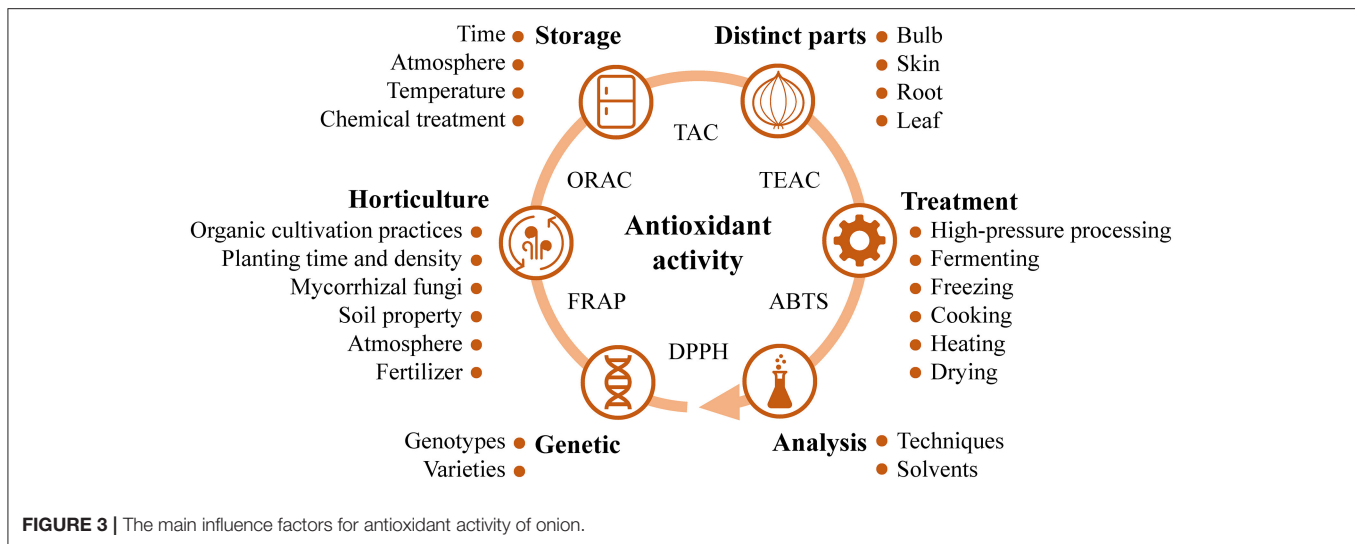 Time
Atmosphere
Temperature
Chemical treatment
Storage
Distinct parts
Bulb
Skin
Root
Leaf
TAC
ORAC
TEAC
Horticulture
Organic cultivation practices
Planting time and density
Mycorrhizal fungi
Soil property
Atmosphere
Fertilizer
Antioxidant
activity
Treatment
High-pressure processing
Fermenting
Freezing
Cooking
Heating
Drying
FRAP
ABTS
DPPH
Genotypes
Varieties
Genetic
Analysis
Techniques
Solvents
FIGURE 3 | The main influence factors for antioxidant activity of onion.